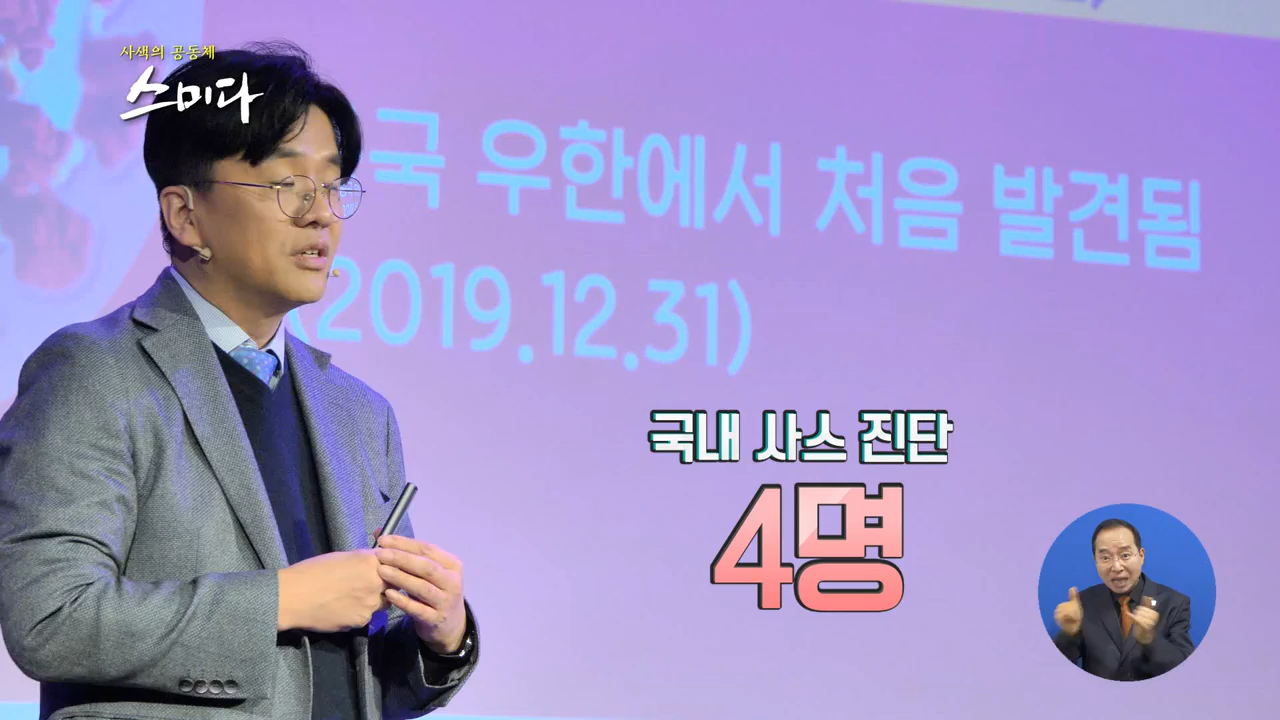 사색의 공동체
스미다
국 우한에서 처음 발견됨
(2019.12.31)
국내 사스 진단
4명